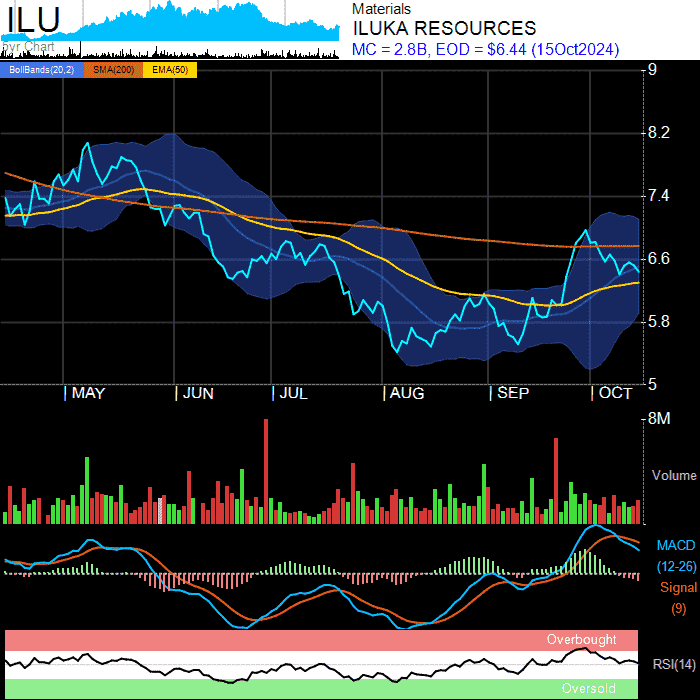 ILU
5yr Chart
Materials
ILUKA RESOURCES
MC = 2.8B, EOD = $6.44 (15Oct2024)
BollBands(20,2) SMA(200) EMA(50)
9
8.2
7.4
6.6
5.8
5
MAY JUN JUL AUG SEP OCT
8M
Volume
MACD
(12-26)
Signal
(9)
Overbought
RSI(14)
Oversold